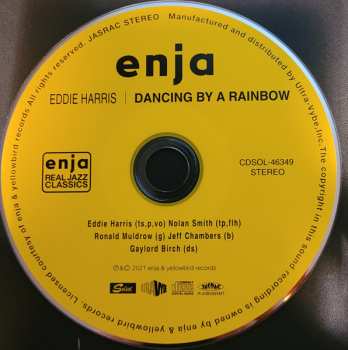 All rights reserved. JASRAC STEREO Manufactured and distributed by Ultra-Vybe,Inc.The copyright in this sound recording is owned by enja & yellowbird records. Licensed courtesy of enja & yellowbird records
enja
EDDIE HARRIS | DANCING BY A RAINBOW
enja
REAL JAZZ
CLASSICS
CDSOL-46349
STEREO
Eddie Harris (ts,p,vo) Nolan Smith (tp,flh)
Ronald Muldrow (g) Jeff Chambers (b)
Gaylord Birch (ds)
℗&© 2021 enja & yellowbird records
Solid